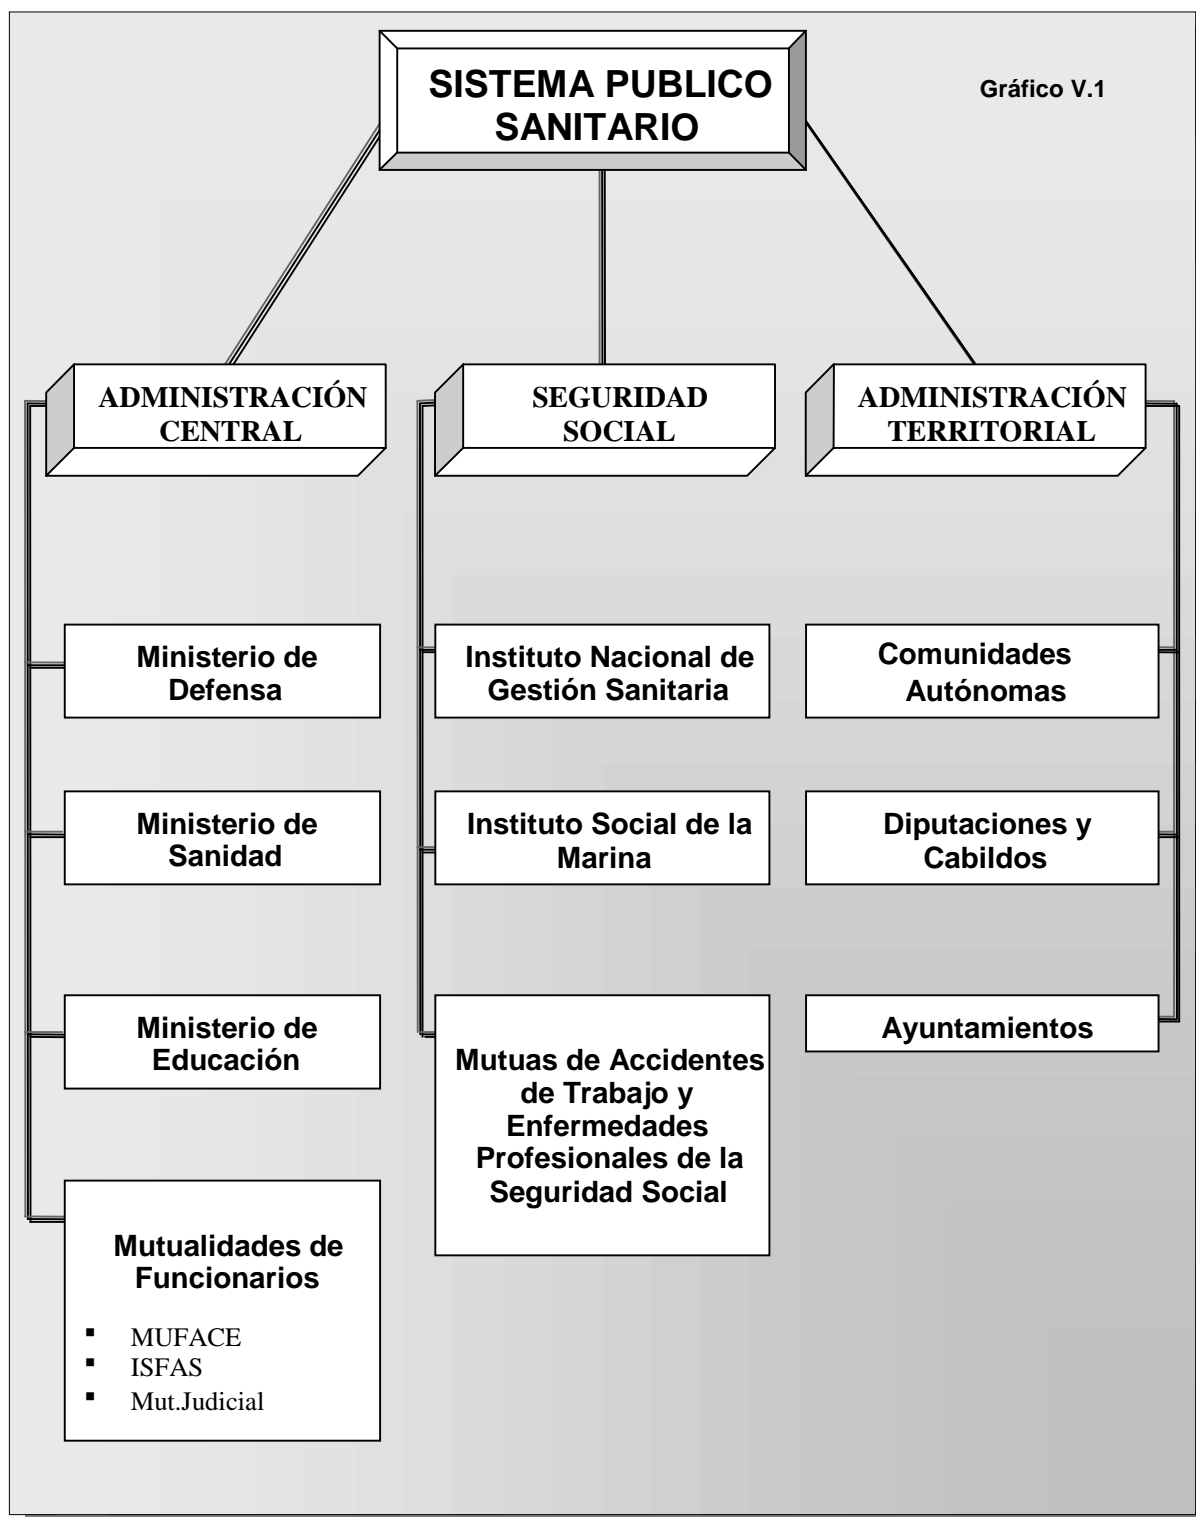 SISTEMA PUBLICO
SANITARIO
Gráfico V.1
ADMINISTRACIÓN
CENTRAL
Ministerio de
Defensa
Ministerio de
Sanidad
Ministerio de
Educación
Mutualidades de
Funcionarios
▪ MUFACE
▪ ISFAS
▪ Mut.Judicial
SEGURIDAD
SOCIAL
Instituto Nacional de
Gestión Sanitaria
Instituto Social de la
Marina
Mutuas de Accidentes
de Trabajo y
Enfermedades
Profesionales de la
Seguridad Social
ADMINISTRACIÓN
TERRITORIAL
Comunidades
Autónomas
Diputaciones y
Cabildos
Ayuntamientos